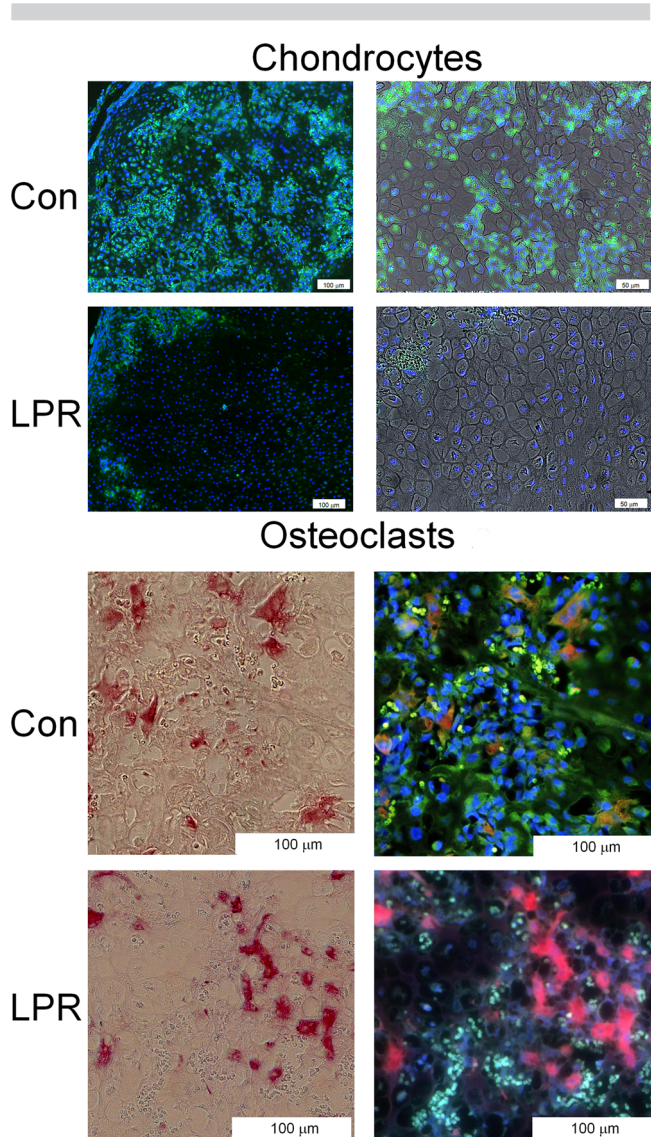 Chondrocytes
Con
100 μm
50 μm
LPR
100 μm
50 μm
Osteoclasts
Con
100 μm
100 μm
LPR
100 μm
100 μm